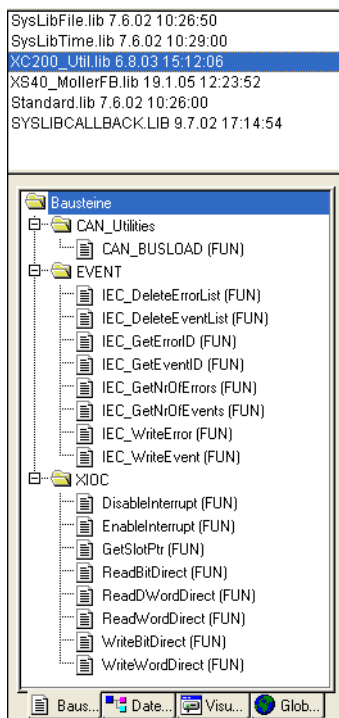 SysLibFile.lib 7.6.02 10:26:50
SysLibTime.lib 7.6.02 10:29:00
XC200_Util.lib 6.8.03 15:12:06
XS40_MollerFB.lib 19.1.05 12:23:52
Standard.lib 7.6.02 10:26:00
SYSLIBCALLBACK.LIB 9.7.02 17:14:54
Bausteine
CAN_Utilities
CAN_BUSLOAD (FUN)
EVENT
IEC_DeleteErrorList (FUN)
IEC_DeleteEventList (FUN)
IEC_GetErrorID (FUN)
IEC_GetEventID (FUN)
IEC_GetNrOfErrors (FUN)
IEC_GetNrOfEvents (FUN)
IEC_WriteError (FUN)
IEC_WriteEvent (FUN)
XIOC
DisableInterrupt (FUN)
EnableInterrupt (FUN)
GetSlotPtr (FUN)
ReadBitDirect (FUN)
ReadDWordDirect (FUN)
ReadWordDirect (FUN)
WriteBitDirect (FUN)
WriteWordDirect (FUN)
Baus... Date... Visu... Glob...